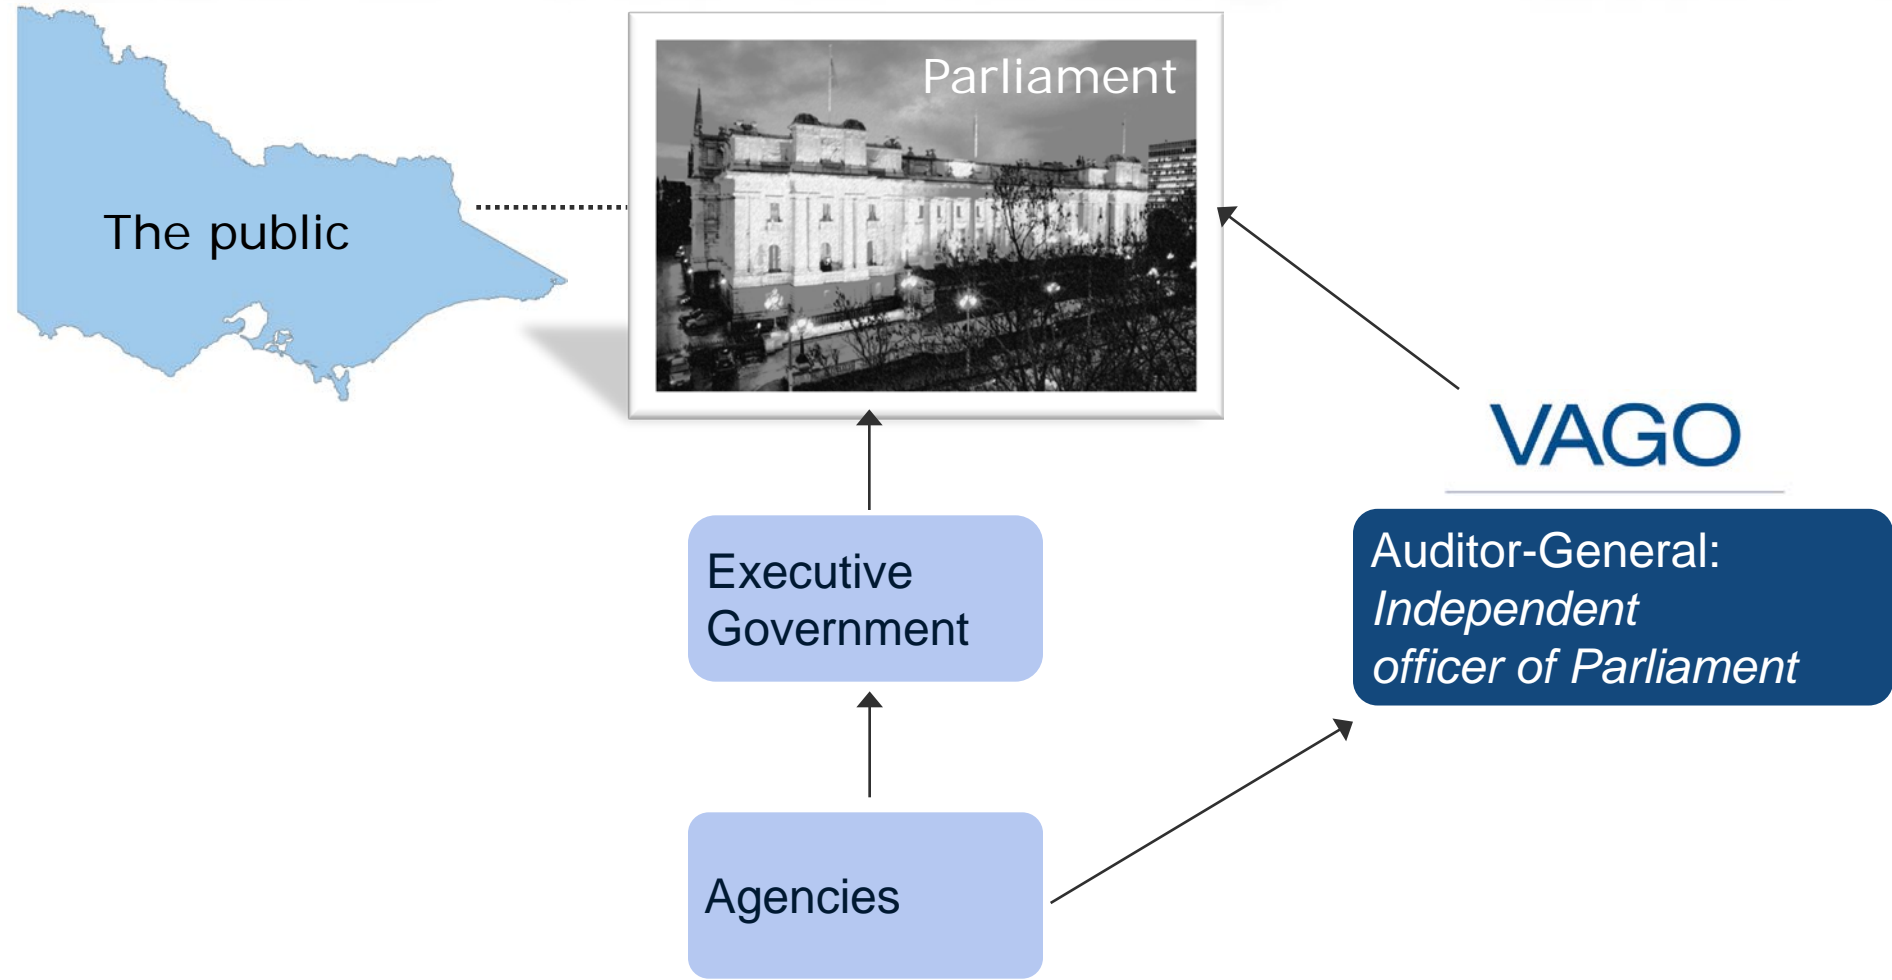 Parliament
The public
VAGO
Executive
Government
Auditor-General:
Independent
officer of Parliament
Agencies